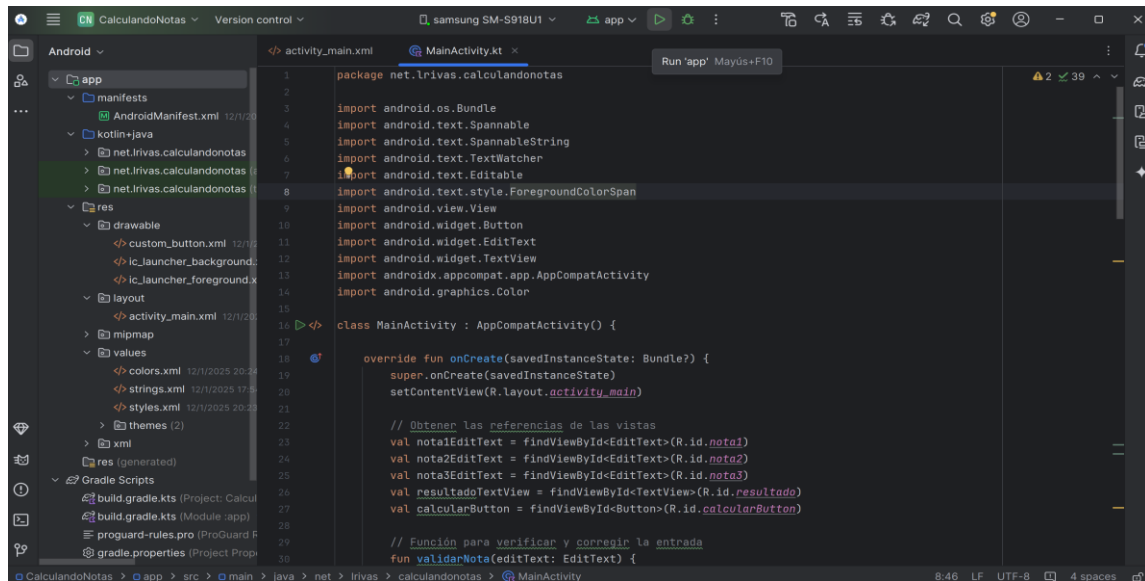 CN CalculandoNotas Version control samsung SM-S918U1 app
Android
activity_main.xml MainActivity.kt
Run 'app' Mayús+F10
2 39
app
manifests
AndroidManifest.xml 12/1/20
kotlin+java
net.lrivas.calculandonotas
net.lrivas.calculandonotas
net.lrivas.calculandonotas
res
drawable
custom_button.xml 12/1/2
ic_launcher_background.
ic_launcher_foreground.x
layout
activity_main.xml 12/1/20
mipmap
values
colors.xml 12/1/2025 20:24
strings.xml 12/1/2025 17:5
styles.xml 12/1/2025 20:23
themes (2)
xml
res (generated)
Gradle Scripts
build.gradle.kts (Project: Calcul
build.gradle.kts (Module :app)
proguard-rules.pro (ProGuard R
gradle.properties (Project Prop
1 package net.lrivas.calculandonotas
2
3 import android.os.Bundle
4 import android.text.Spannable
5 import android.text.SpannableString
6 import android.text.TextWatcher
7 import android.text.Editable
8 import android.text.style.ForegroundColorSpan
9 import android.view.View
10 import android.widget.Button
11 import android.widget.EditText
12 import android.widget.TextView
13 import androidx.appcompat.app.AppCompatActivity
14 import android.graphics.Color
15
16 class MainActivity : AppCompatActivity() {
17
18 override fun onCreate(savedInstanceState: Bundle?) {
19 super.onCreate(savedInstanceState)
20 setContentView(R.layout.activity_main)
21
22 // Obtener las referencias de las vistas
23 val nota1EditText = findViewById<EditText>(R.id.nota1)
24 val nota2EditText = findViewById<EditText>(R.id.nota2)
25 val nota3EditText = findViewById<EditText>(R.id.nota3)
26 val resultadoTextView = findViewById<TextView>(R.id.resultado)
27 val calcularButton = findViewById<Button>(R.id.calcularButton)
28
29 // Función para verificar y corregir la entrada
30 fun validarNota(editText: EditText) {
CalculandoNotas > app > src > main > java > net > lrivas > calculandonotas > MainActivity 8:46 LF UTF-8 4 spaces